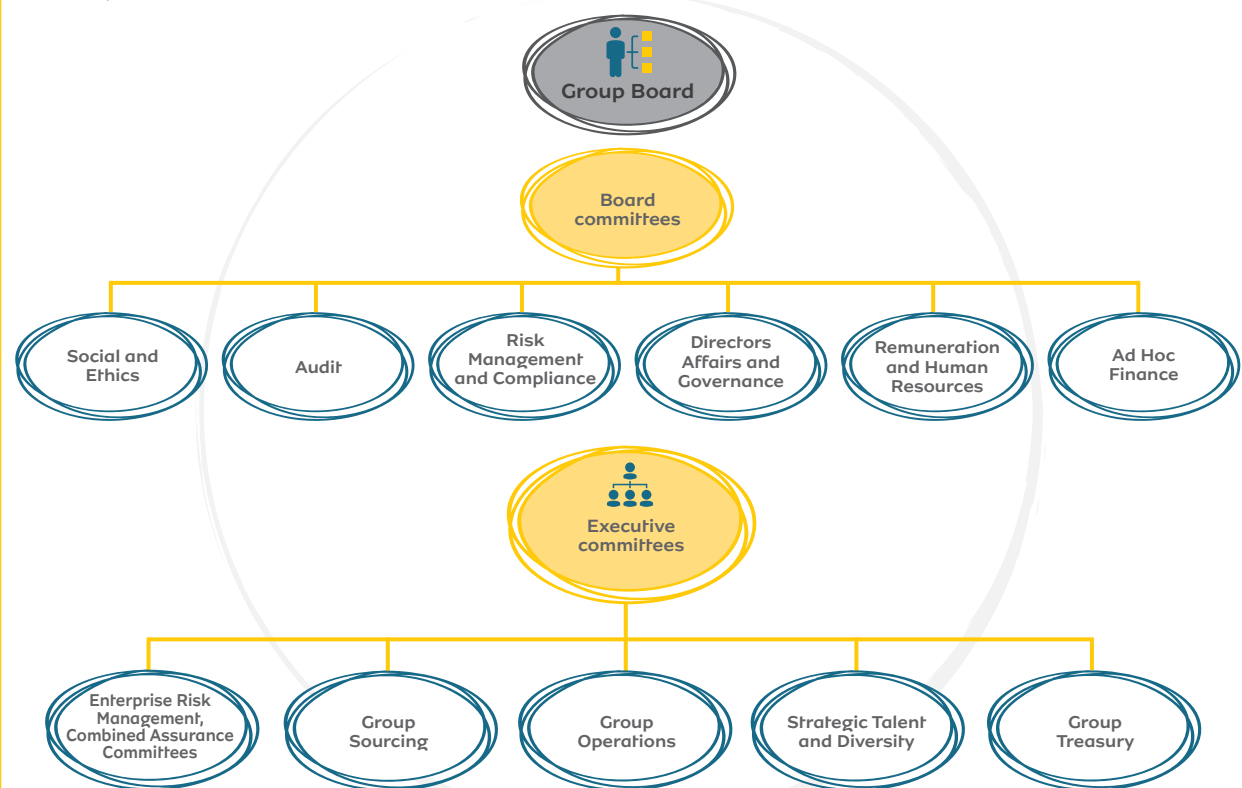 Group Board
Board
committees
Social and
Ethics
Audit
Risk
Management
and Compliance
Directors
Affairs and
Governance
Remuneration
and Human
Resources
Ad Hoc
Finance
Executive
committees
Enterprise Risk
Management,
Combined Assurance
Committees
Group
Sourcing
Group
Operations
Strategic Talent
and Diversity
Group
Treasury